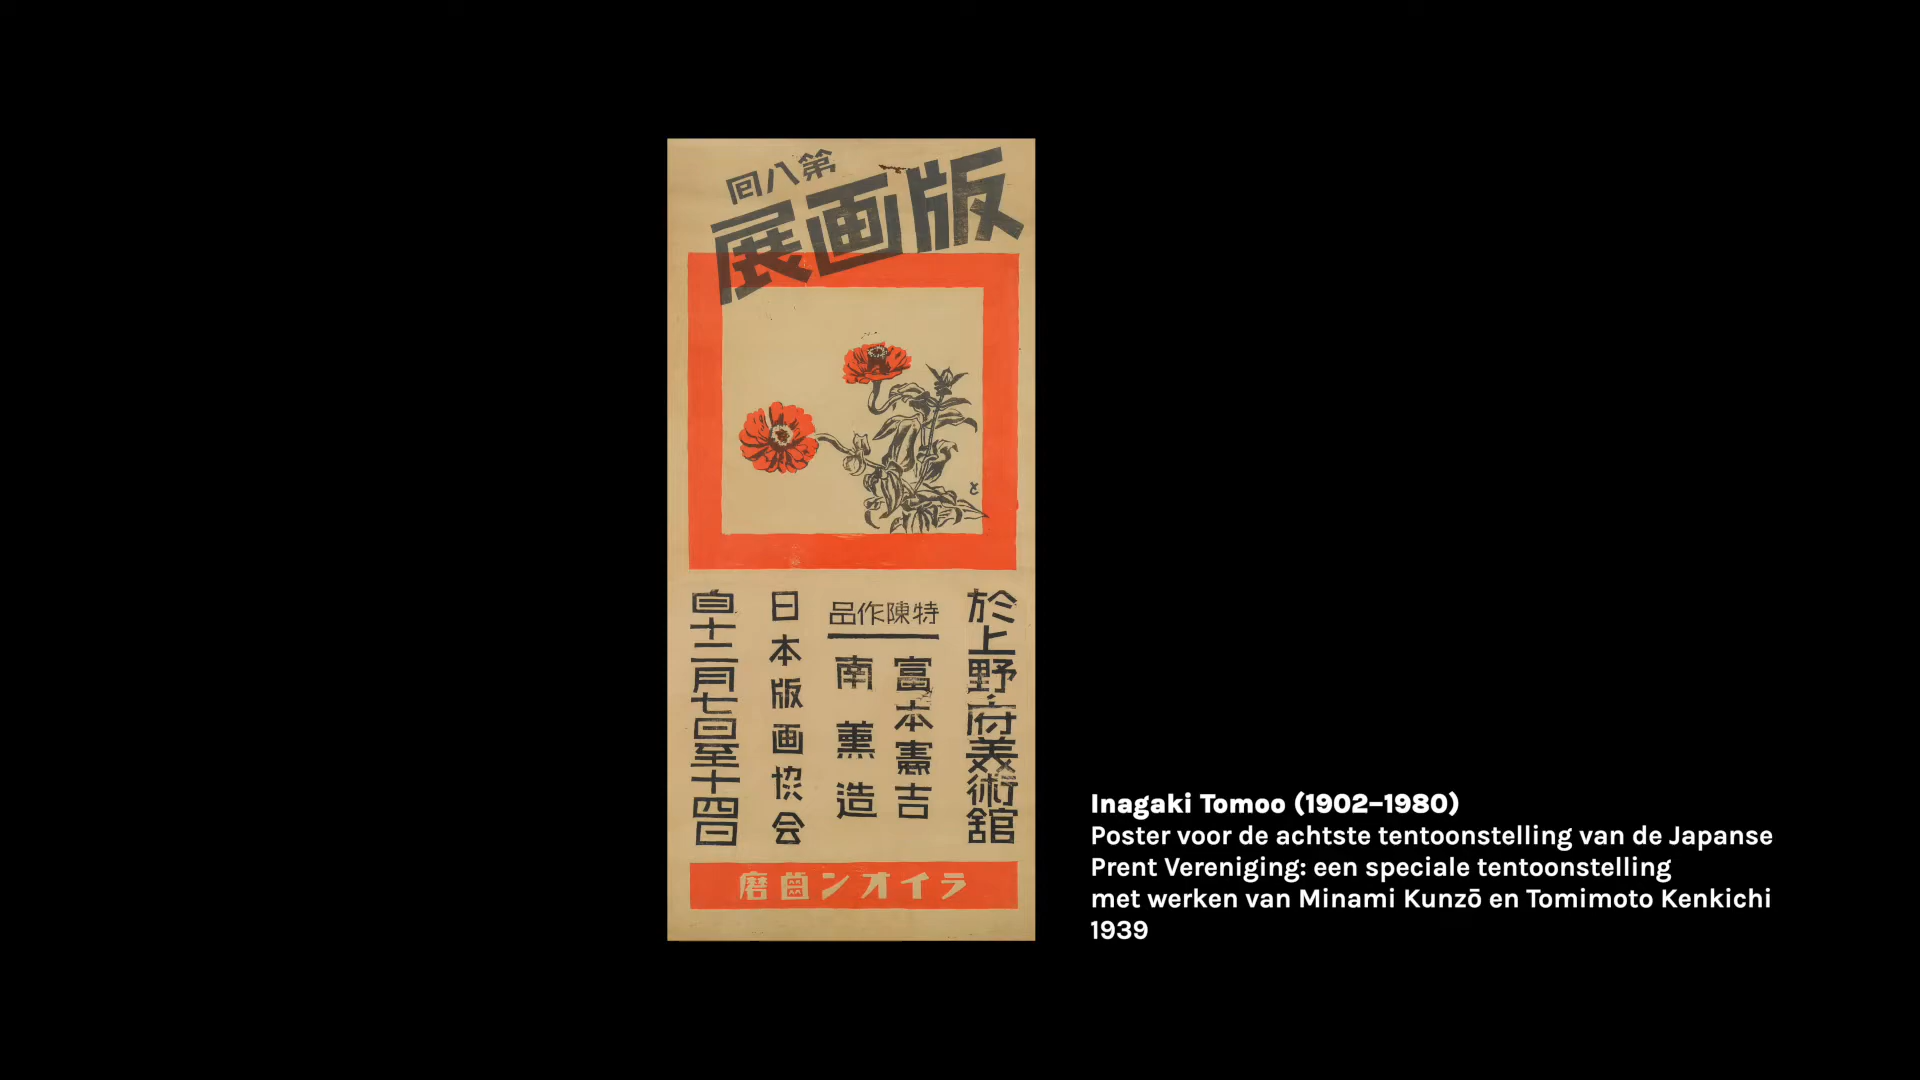 第八回
版画展
と
於上野府美術館
特陳作品
富本憲吉
南薫造
日本版画協会
自十二月七日至十四日
ライオン歯磨
Inagaki Tomoo (1902–1980)
Poster voor de achtste tentoonstelling van de Japanse
Prent Vereniging: een speciale tentoonstelling
met werken van Minami Kunzō en Tomimoto Kenkichi
1939